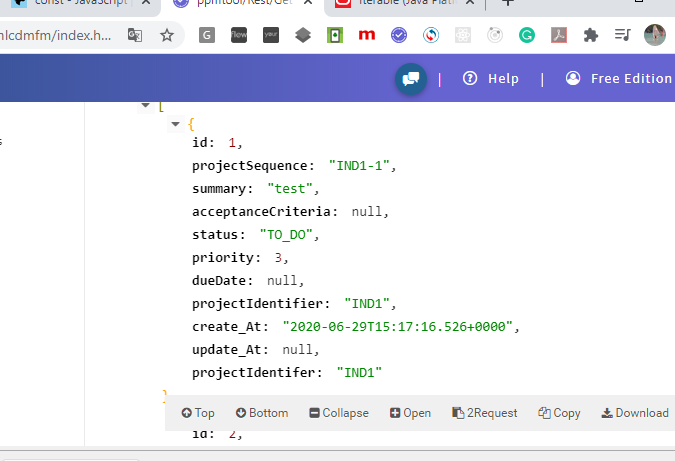 const - JavaScript
ppmtool/Rest/Get
Iterable (Java Platf
nlcdmfm/index.h...
Help
Free Edition
[
{
id: 1,
projectSequence: "IND1-1",
summary: "test",
acceptanceCriteria: null,
status: "TO_DO",
priority: 3,
dueDate: null,
projectIdentifier: "IND1",
create_At: "2020-06-29T15:17:16.526+0000",
update_At: null,
projectIdentifer: "IND1"
}
Top Bottom Collapse Open 2Request Copy Download
id: 2,